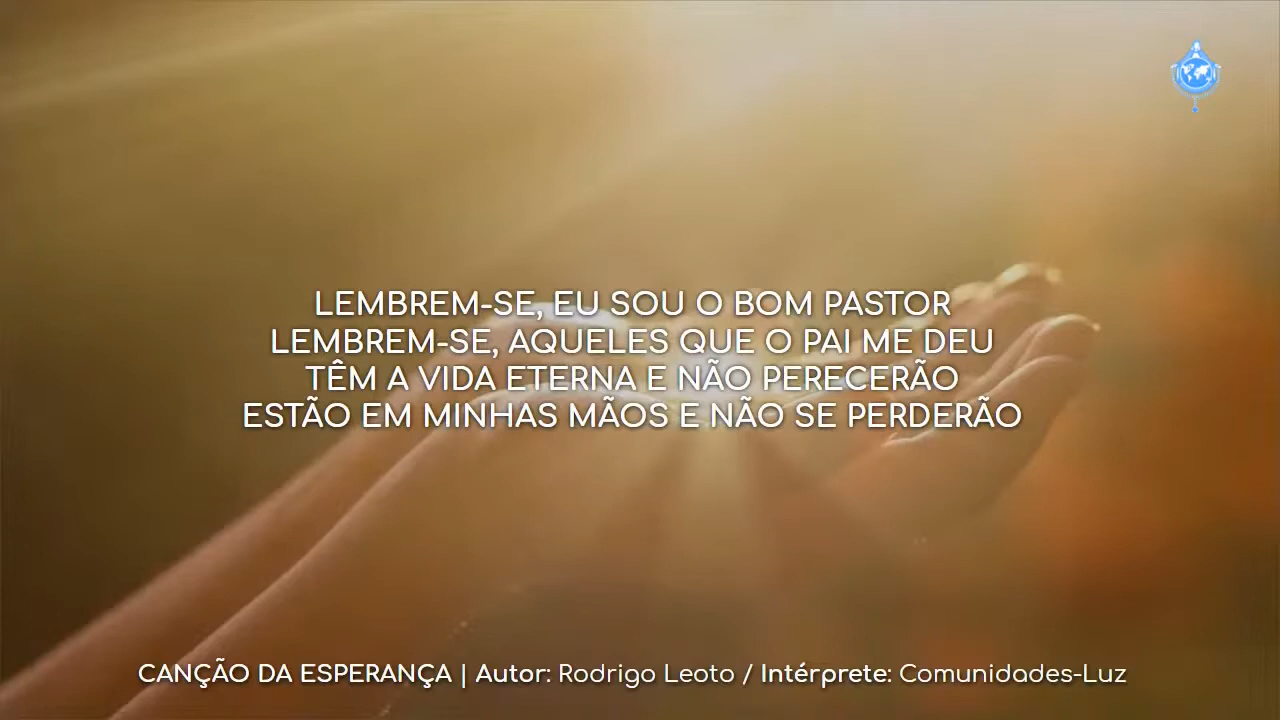 LEMBREM-SE, EU SOU O BOM PASTOR
LEMBREM-SE, AQUELES QUE O PAI ME DEU
TÊM A VIDA ETERNA E NÃO PERECERÃO
ESTÃO EM MINHAS MÃOS E NÃO SE PERDERÃO
CANÇÃO DA ESPERANÇA | Autor: Rodrigo Leoto / Intérprete: Comunidades-Luz